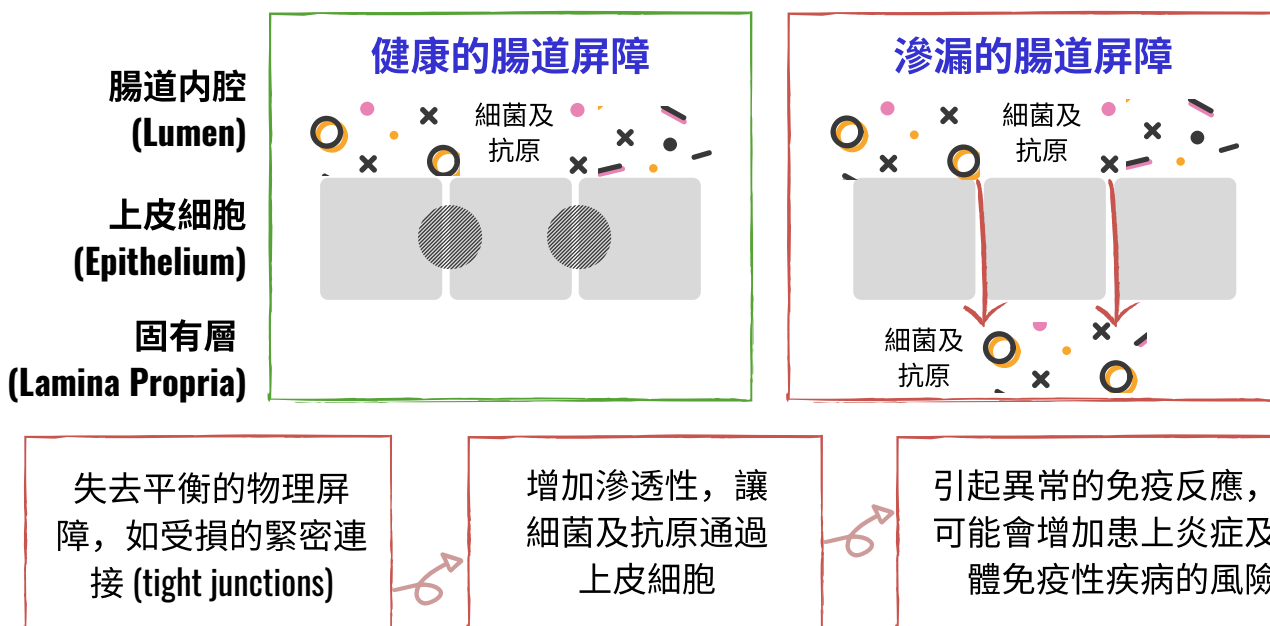 健康的腸道屏障
滲漏的腸道屏障
腸道内腔
(Lumen)
細菌及
抗原
細菌及
抗原
上皮細胞
(Epithelium)
固有層
(Lamina Propria)
細菌及
抗原
失去平衡的物理屏
障，如受損的緊密連
接 (tight junctions)
增加滲透性，讓
細菌及抗原通過
上皮細胞
引起異常的免疫反應，
可能會增加患上炎症及
體免疫性疾病的風險